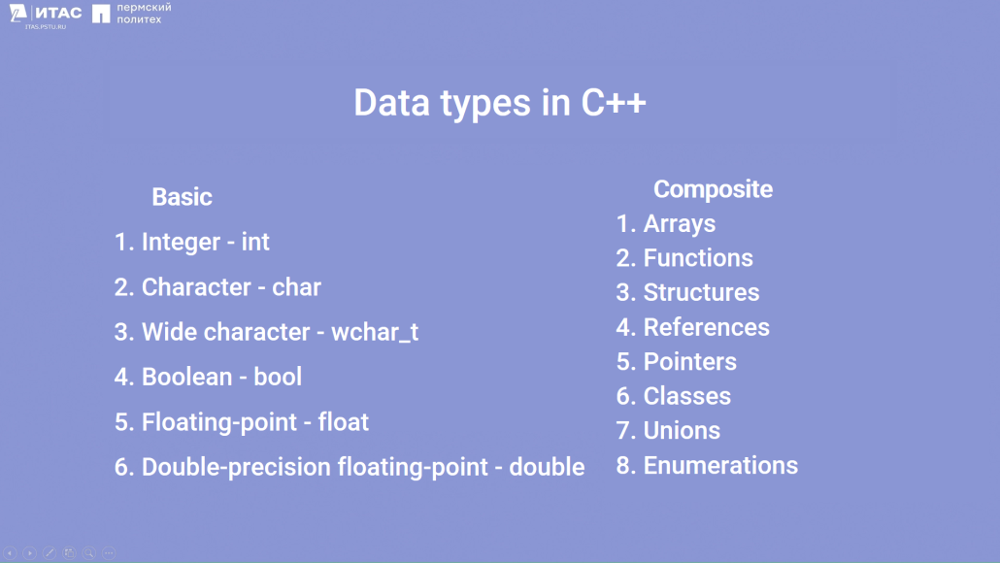 ИТАС
ITAS.PSTU.RU
пермский
политех
Data types in C++
Basic
1. Integer - int
2. Character - char
3. Wide character - wchar_t
4. Boolean - bool
5. Floating-point - float
6. Double-precision floating-point - double
Composite
1. Arrays
2. Functions
3. Structures
4. References
5. Pointers
6. Classes
7. Unions
8. Enumerations